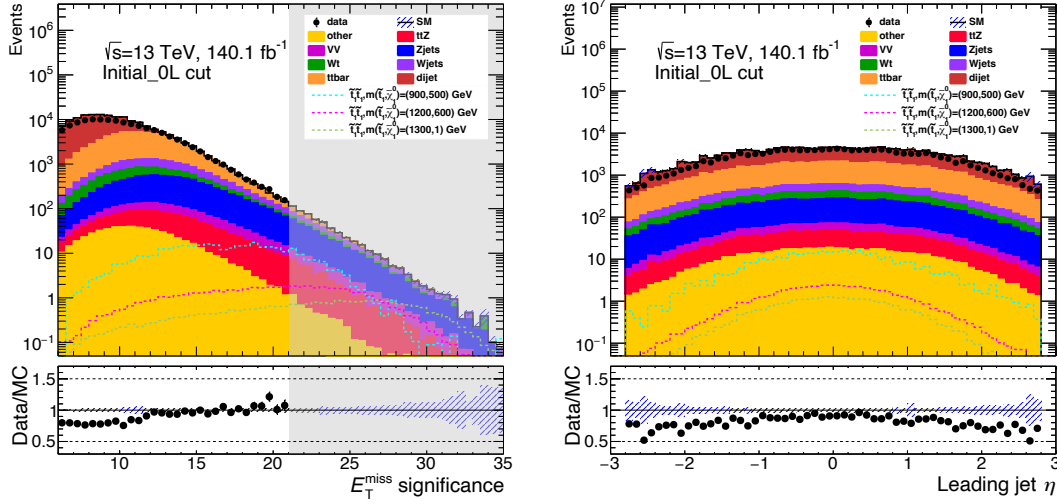 Events
10⁶
10⁵
10⁴
10³
10²
10
1
10⁻¹
√s=13 TeV, 140.1 fb⁻¹
Initial_0L cut
data SM
other ttZ
VV Zjets
Wt Wjets
ttbar dijet
t̃₁t̃₁,m(t̃₁,χ̃₁⁰)=(900,500) GeV
t̃₁t̃₁,m(t̃₁,χ̃₁⁰)=(1200,600) GeV
t̃₁t̃₁,m(t̃₁,χ̃₁⁰)=(1300,1) GeV
Data/MC
1.5
1
0.5
10 15 20 25 30 35
E_T^miss significance
Events
10⁷
10⁶
10⁵
10⁴
10³
10²
10
1
10⁻¹
√s=13 TeV, 140.1 fb⁻¹
Initial_0L cut
data SM
other ttZ
VV Zjets
Wt Wjets
ttbar dijet
t̃₁t̃₁,m(t̃₁,χ̃₁⁰)=(900,500) GeV
t̃₁t̃₁,m(t̃₁,χ̃₁⁰)=(1200,600) GeV
t̃₁t̃₁,m(t̃₁,χ̃₁⁰)=(1300,1) GeV
Data/MC
1.5
1
0.5
−3 −2 −1 0 1 2 3
Leading jet η